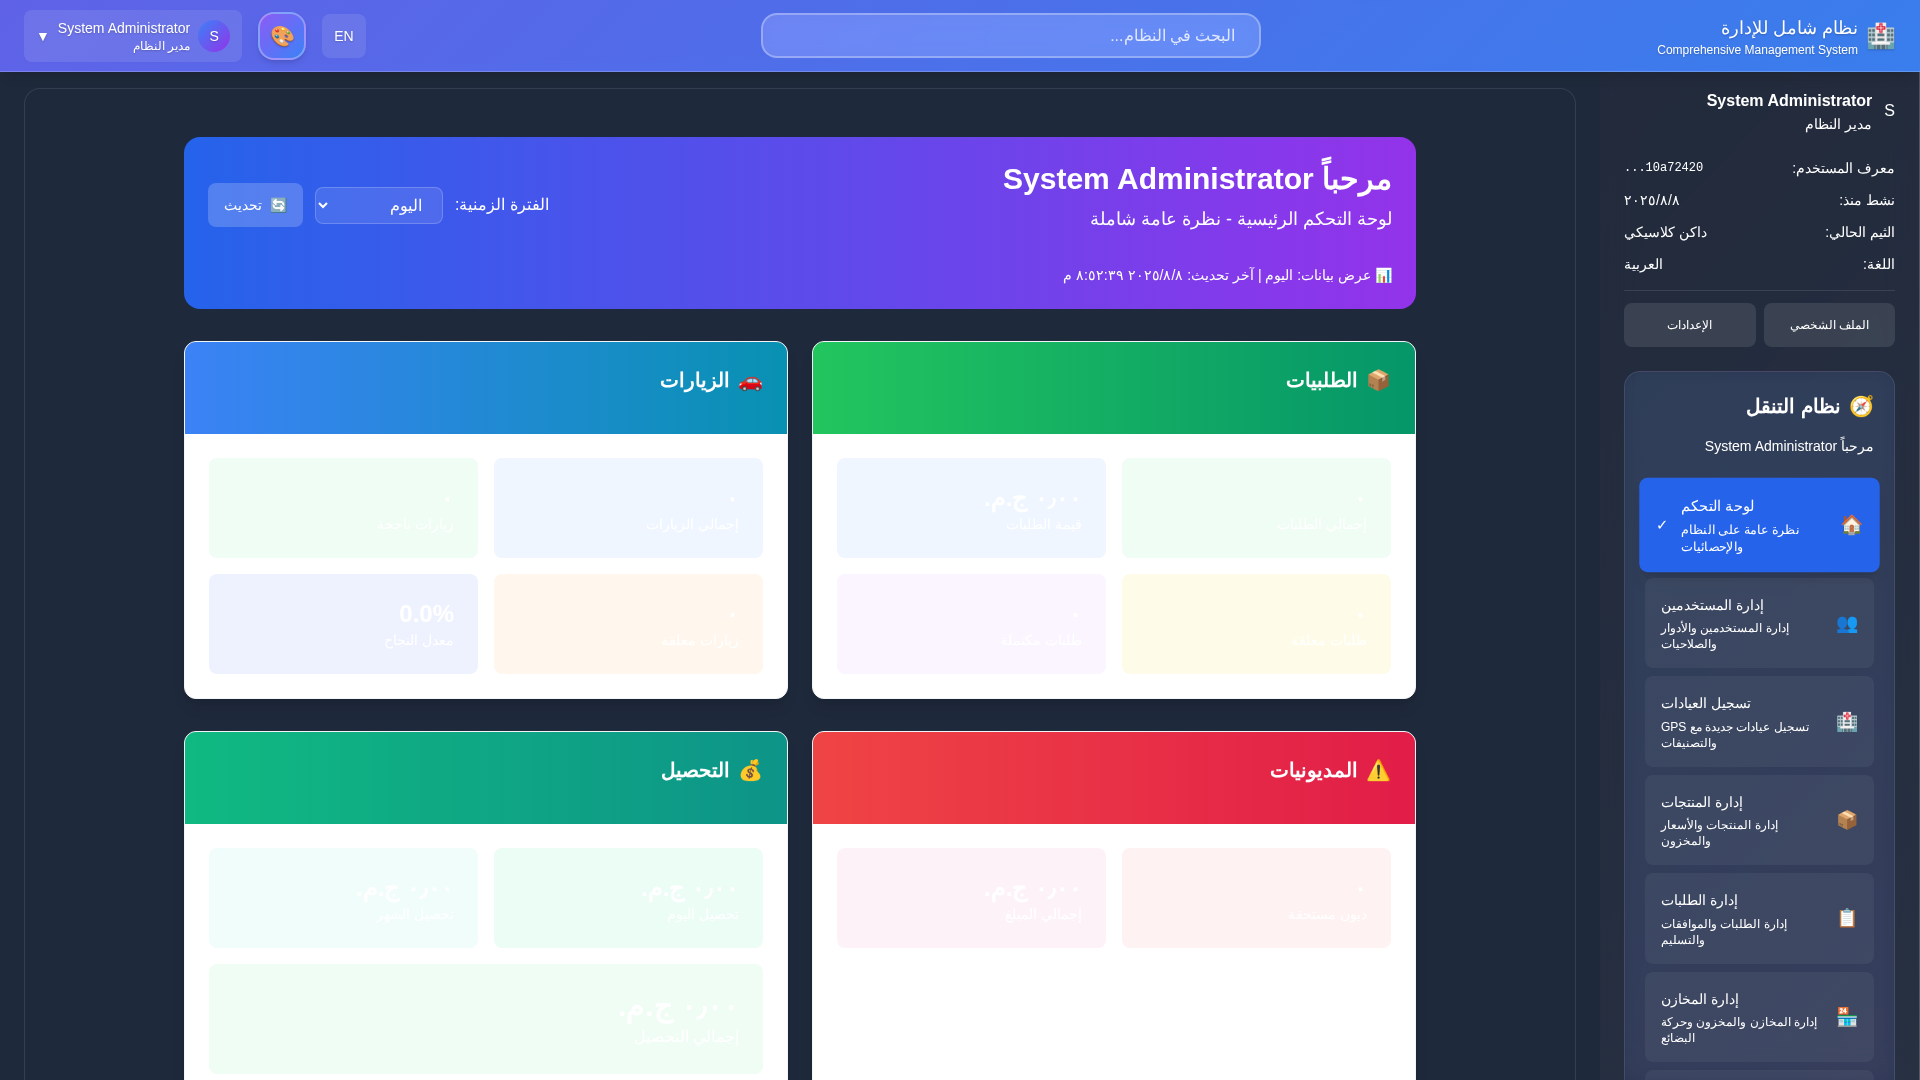 نظام شامل للإدارة
Comprehensive Management System
البحث في النظام...
EN
System Administrator
مدير النظام
S
▼
S
System Administrator
مدير النظام
معرف المستخدم: 10a72420...
نشط منذ: ٢٠٢٥/٨/٨
الثيم الحالي: داكن كلاسيكي
اللغة: العربية
الملف الشخصي
الإعدادات
نظام التنقل
مرحباً System Administrator
لوحة التحكم
نظرة عامة على النظام
والإحصائيات
✓
إدارة المستخدمين
إدارة المستخدمين والأدوار
والصلاحيات
تسجيل العيادات
تسجيل عيادات جديدة مع GPS
والتصنيفات
إدارة المنتجات
إدارة المنتجات والأسعار
والمخزون
إدارة الطلبات
إدارة الطلبات والموافقات
والتسليم
إدارة المخازن
إدارة المخازن والمخزون وحركة
البضائع
مرحباً System Administrator
لوحة التحكم الرئيسية - نظرة عامة شاملة
الفترة الزمنية:
اليوم
تحديث
عرض بيانات: اليوم | آخر تحديث: ٢٠٢٥/٨/٨ ٨:٥٢:٣٩ م
الطلبيات
إجمالي الطلبات
٠٫٠٠ ج.م.
قيمة الطلبات
طلبات معلقة
طلبات مكتملة
الزيارات
٠
إجمالي الزيارات
٠
زيارات ناجحة
٠
زيارات معلقة
0.0%
معدل النجاح
المديونيات
ديون مستحقة
٠٫٠٠ ج.م.
إجمالي المبلغ
التحصيل
٠٫٠٠ ج.م.
تحصيل اليوم
٠٫٠٠ ج.م.
تحصيل الشهر
٠٫٠٠ ج.م.
إجمالي التحصيل